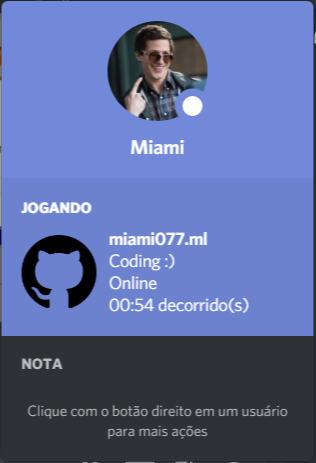 Miami
JOGANDO
miami077.ml
Coding :)
Online
00:54 decorrido(s)
NOTA
Clique com o botão direito em um usuário
para mais ações